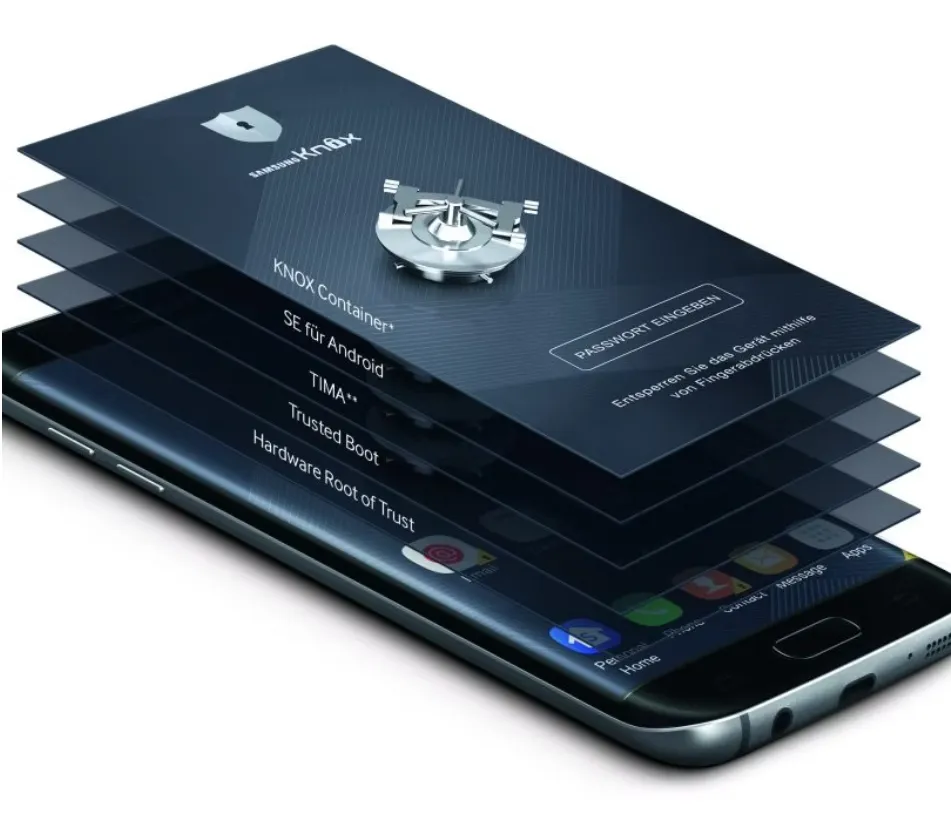 SAMSUNG Knox
KNOX Container*
SE für Android
TIMA**
Trusted Boot
Hardware Root of Trust
PASSWORT EINGEBEN
Entsperren Sie das Gerät mithilfe
von Fingerabdrücken
Email
Personal
Home
Phone
Contact
Message
Apps